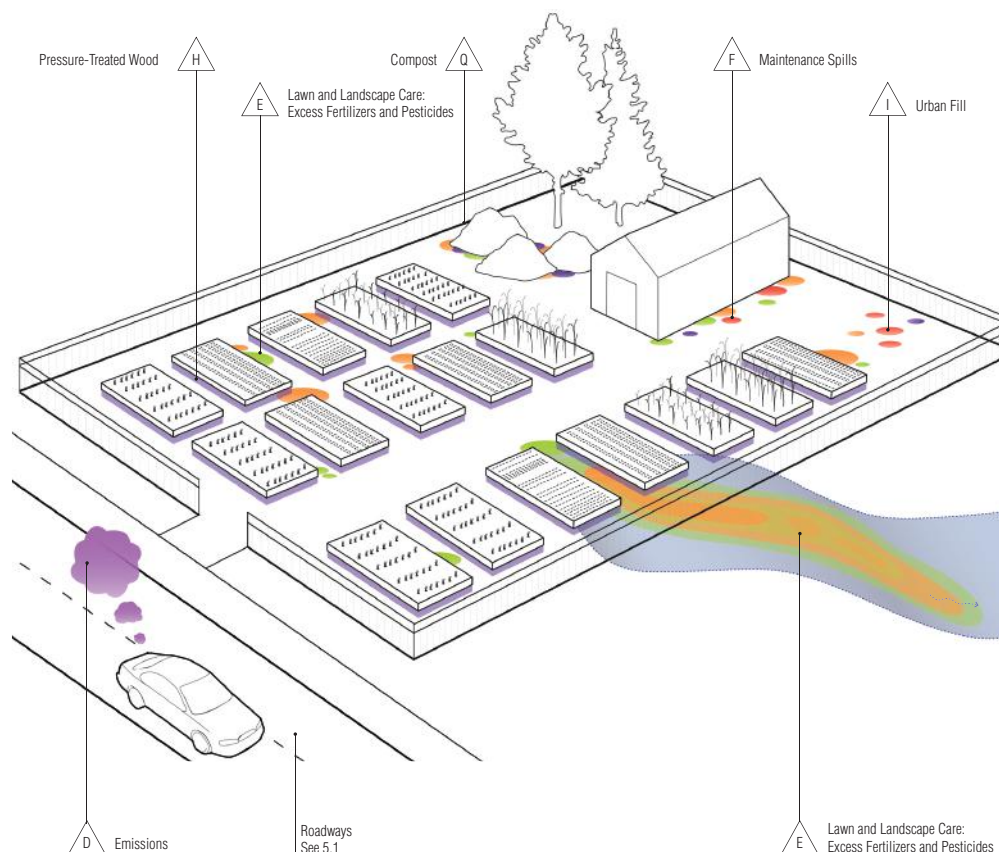 Pressure-Treated Wood
H
Compost
Q
F
Maintenance Spills
E
Lawn and Landscape Care:
Excess Fertilizers and Pesticides
I
Urban Fill
D
Emissions
Roadways
See 5.1
E
Lawn and Landscape Care:
Excess Fertilizers and Pesticides